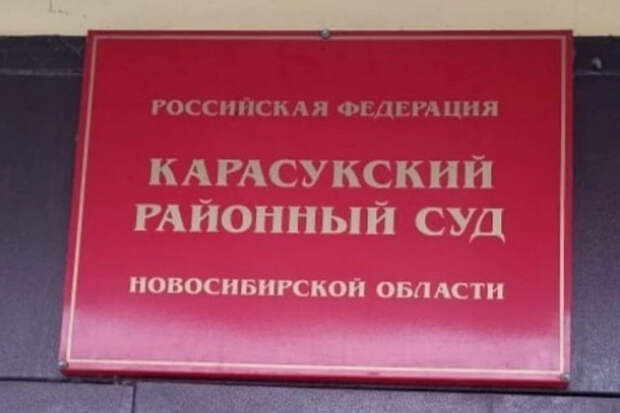 РОССИЙСКАЯ ФЕДЕРАЦИЯ
КАРАСУКСКИЙ
РАЙОННЫЙ СУД
НОВОСИБИРСКОЙ ОБЛАСТИ